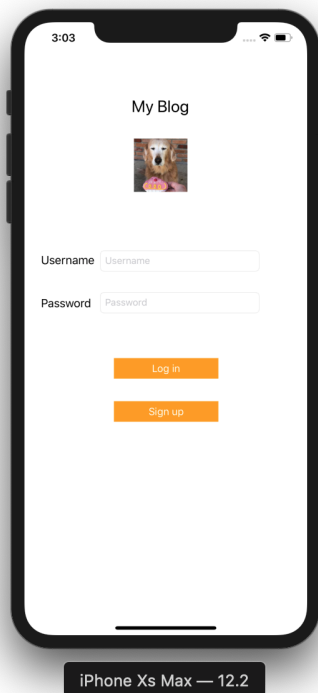 3:03
My Blog
Username Username
Password Password
Log in
Sign up
iPhone Xs Max — 12.2